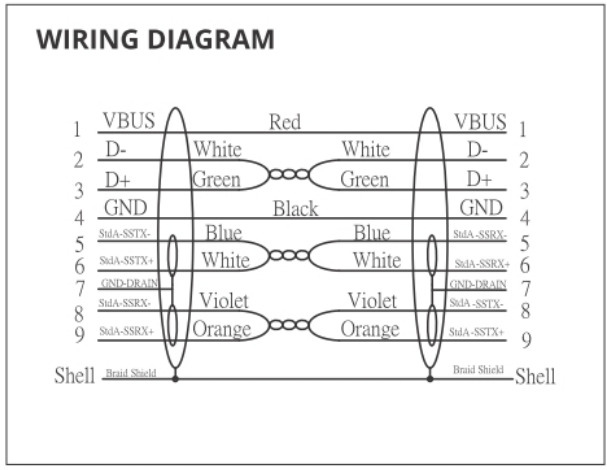 WIRING DIAGRAM
1 VBUS Red VBUS 1
2 D- White White D- 2
3 D+ Green Green D+ 3
4 GND Black GND 4
5 StdA-SSTX- Blue Blue StdA-SSRX- 5
6 StdA-SSTX+ White White StdA-SSRX+ 6
7 GND-DRAIN GND-DRAIN 7
8 StdA-SSRX- Violet Violet StdA-SSTX- 8
9 StdA-SSRX+ Orange Orange StdA-SSTX+ 9
Shell Braid Shield Braid Shield Shell